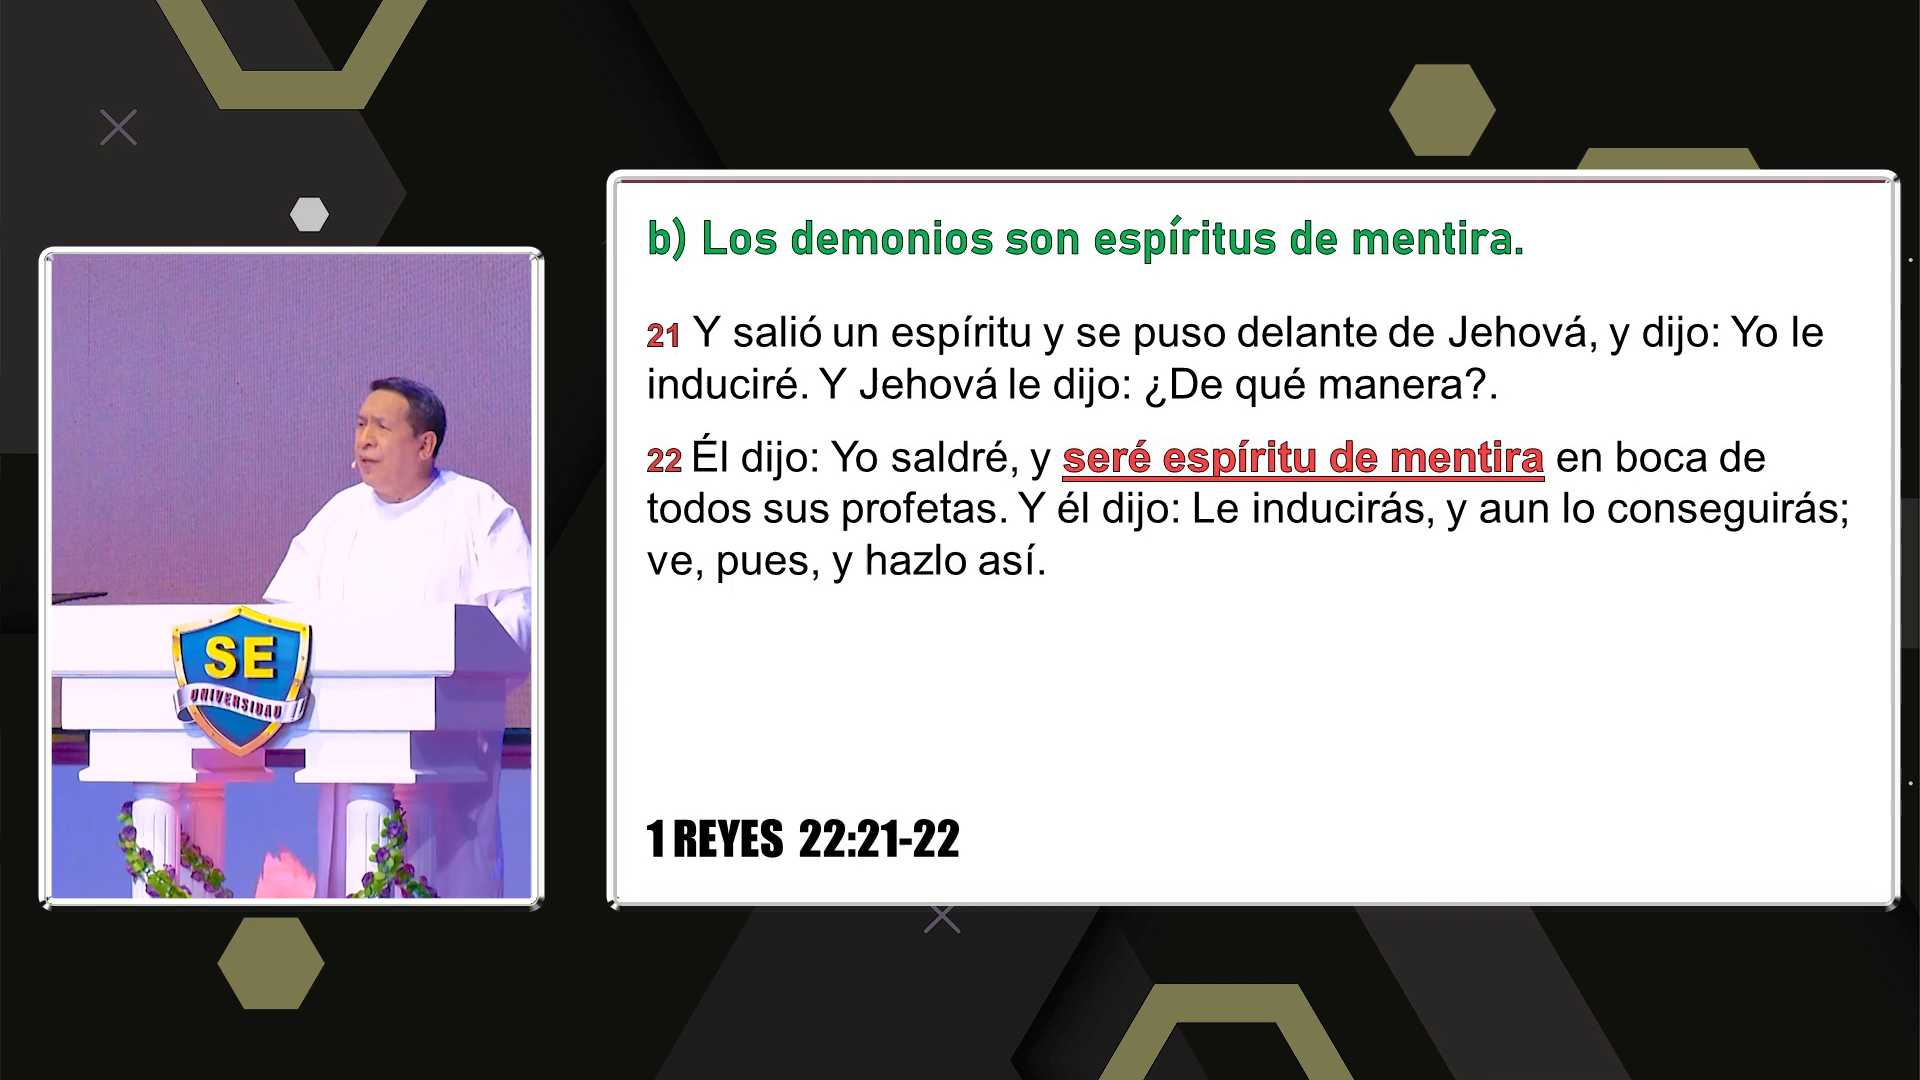 b) Los demonios son espíritus de mentira.
21 Y salió un espíritu y se puso delante de Jehová, y dijo: Yo le
induciré. Y Jehová le dijo: ¿De qué manera?.
22 Él dijo: Yo saldré, y seré espíritu de mentira en boca de
todos sus profetas. Y él dijo: Le inducirás, y aun lo conseguirás;
ve, pues, y hazlo así.
1 REYES 22:21-22
SE
UNIVERSIDAD